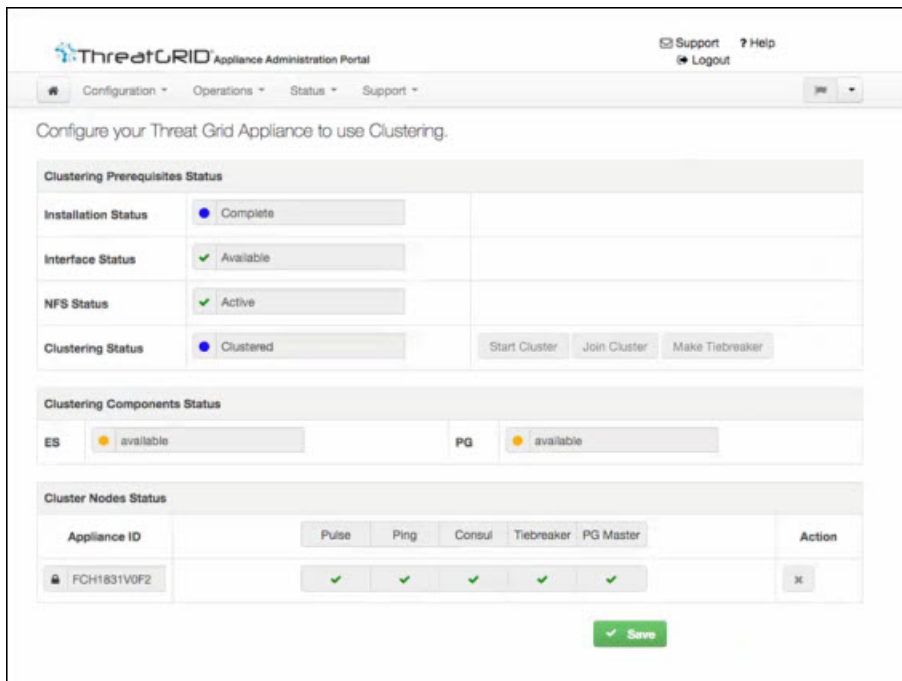 Support ? Help
ThreatGRID Appliance Administration Portal
Logout
Configuration Operations Status Support
Configure your Threat Grid Appliance to use Clustering.
Clustering Prerequisites Status
Installation Status Complete
Interface Status Available
NFS Status Active
Clustering Status Clustered Start Cluster Join Cluster Make Tiebreaker
Clustering Components Status
ES available PG available
Cluster Nodes Status
Appliance ID Pulse Ping Consul Tiebreaker PG Master Action
FCH1831V0F2
Save